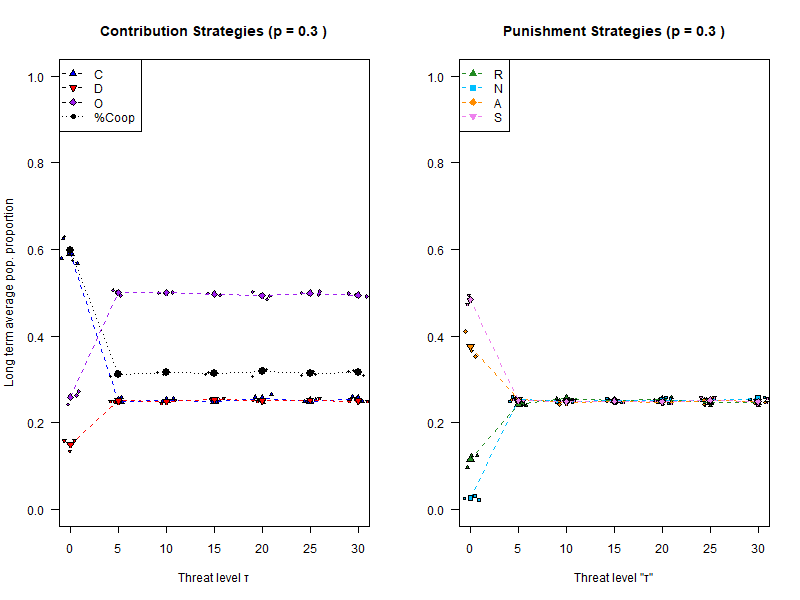 Contribution Strategies (p = 0.3 )
C
D
O
%Coop
1.0
0.8
0.6
0.4
0.2
0.0
Long term average pop. proportion
0 5 10 15 20 25 30
Threat level τ
Punishment Strategies (p = 0.3 )
R
N
A
S
1.0
0.8
0.6
0.4
0.2
0.0
0 5 10 15 20 25 30
Threat level "τ"